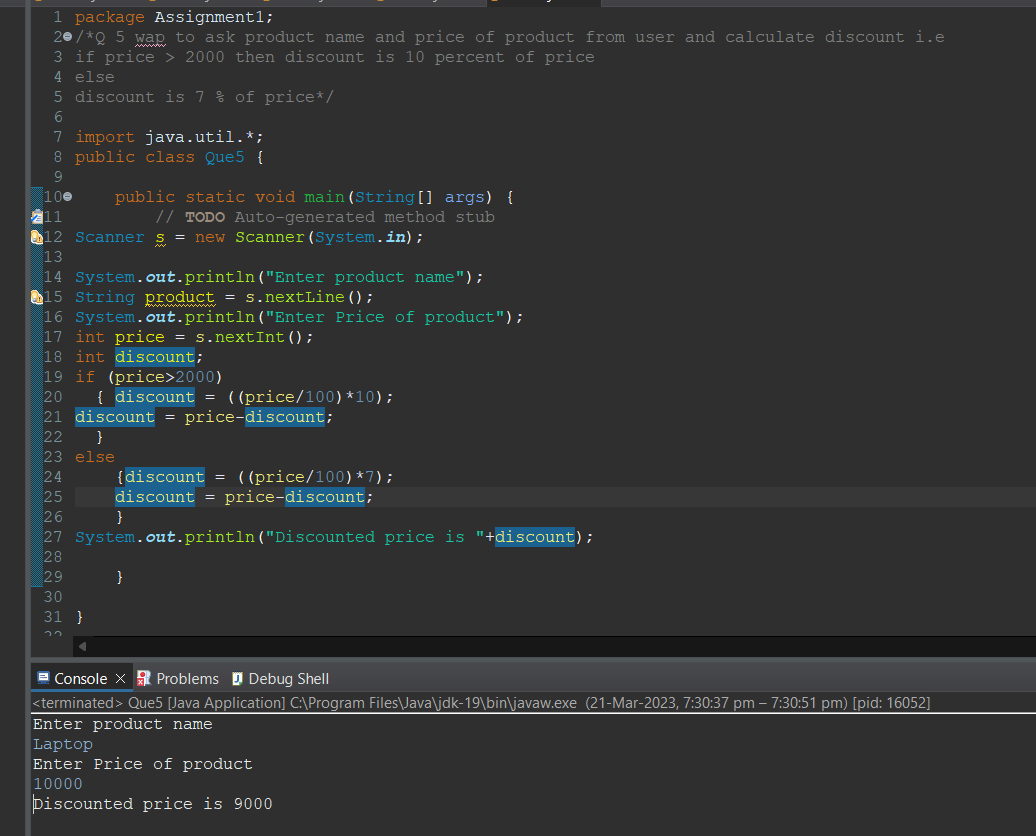 1 package Assignment1;
2 /*Q 5 wap to ask product name and price of product from user and calculate discount i.e
3 if price > 2000 then discount is 10 percent of price
4 else
5 discount is 7 % of price*/
6
7 import java.util.*;
8 public class Que5 {
9
10 public static void main(String[] args) {
11 // TODO Auto-generated method stub
12 Scanner s = new Scanner(System.in);
13
14 System.out.println("Enter product name");
15 String product = s.nextLine();
16 System.out.println("Enter Price of product");
17 int price = s.nextInt();
18 int discount;
19 if (price>2000)
20 { discount = ((price/100)*10);
21 discount = price-discount;
22 }
23 else
24 {discount = ((price/100)*7);
25 discount = price-discount;
26 }
27 System.out.println("Discounted price is "+discount);
28
29 }
30
31 }
32
Console Problems Debug Shell
<terminated> Que5 [Java Application] C:\Program Files\Java\jdk-19\bin\javaw.exe (21-Mar-2023, 7:30:37 pm – 7:30:51 pm) [pid: 16052]
Enter product name
Laptop
Enter Price of product
10000
Discounted price is 9000